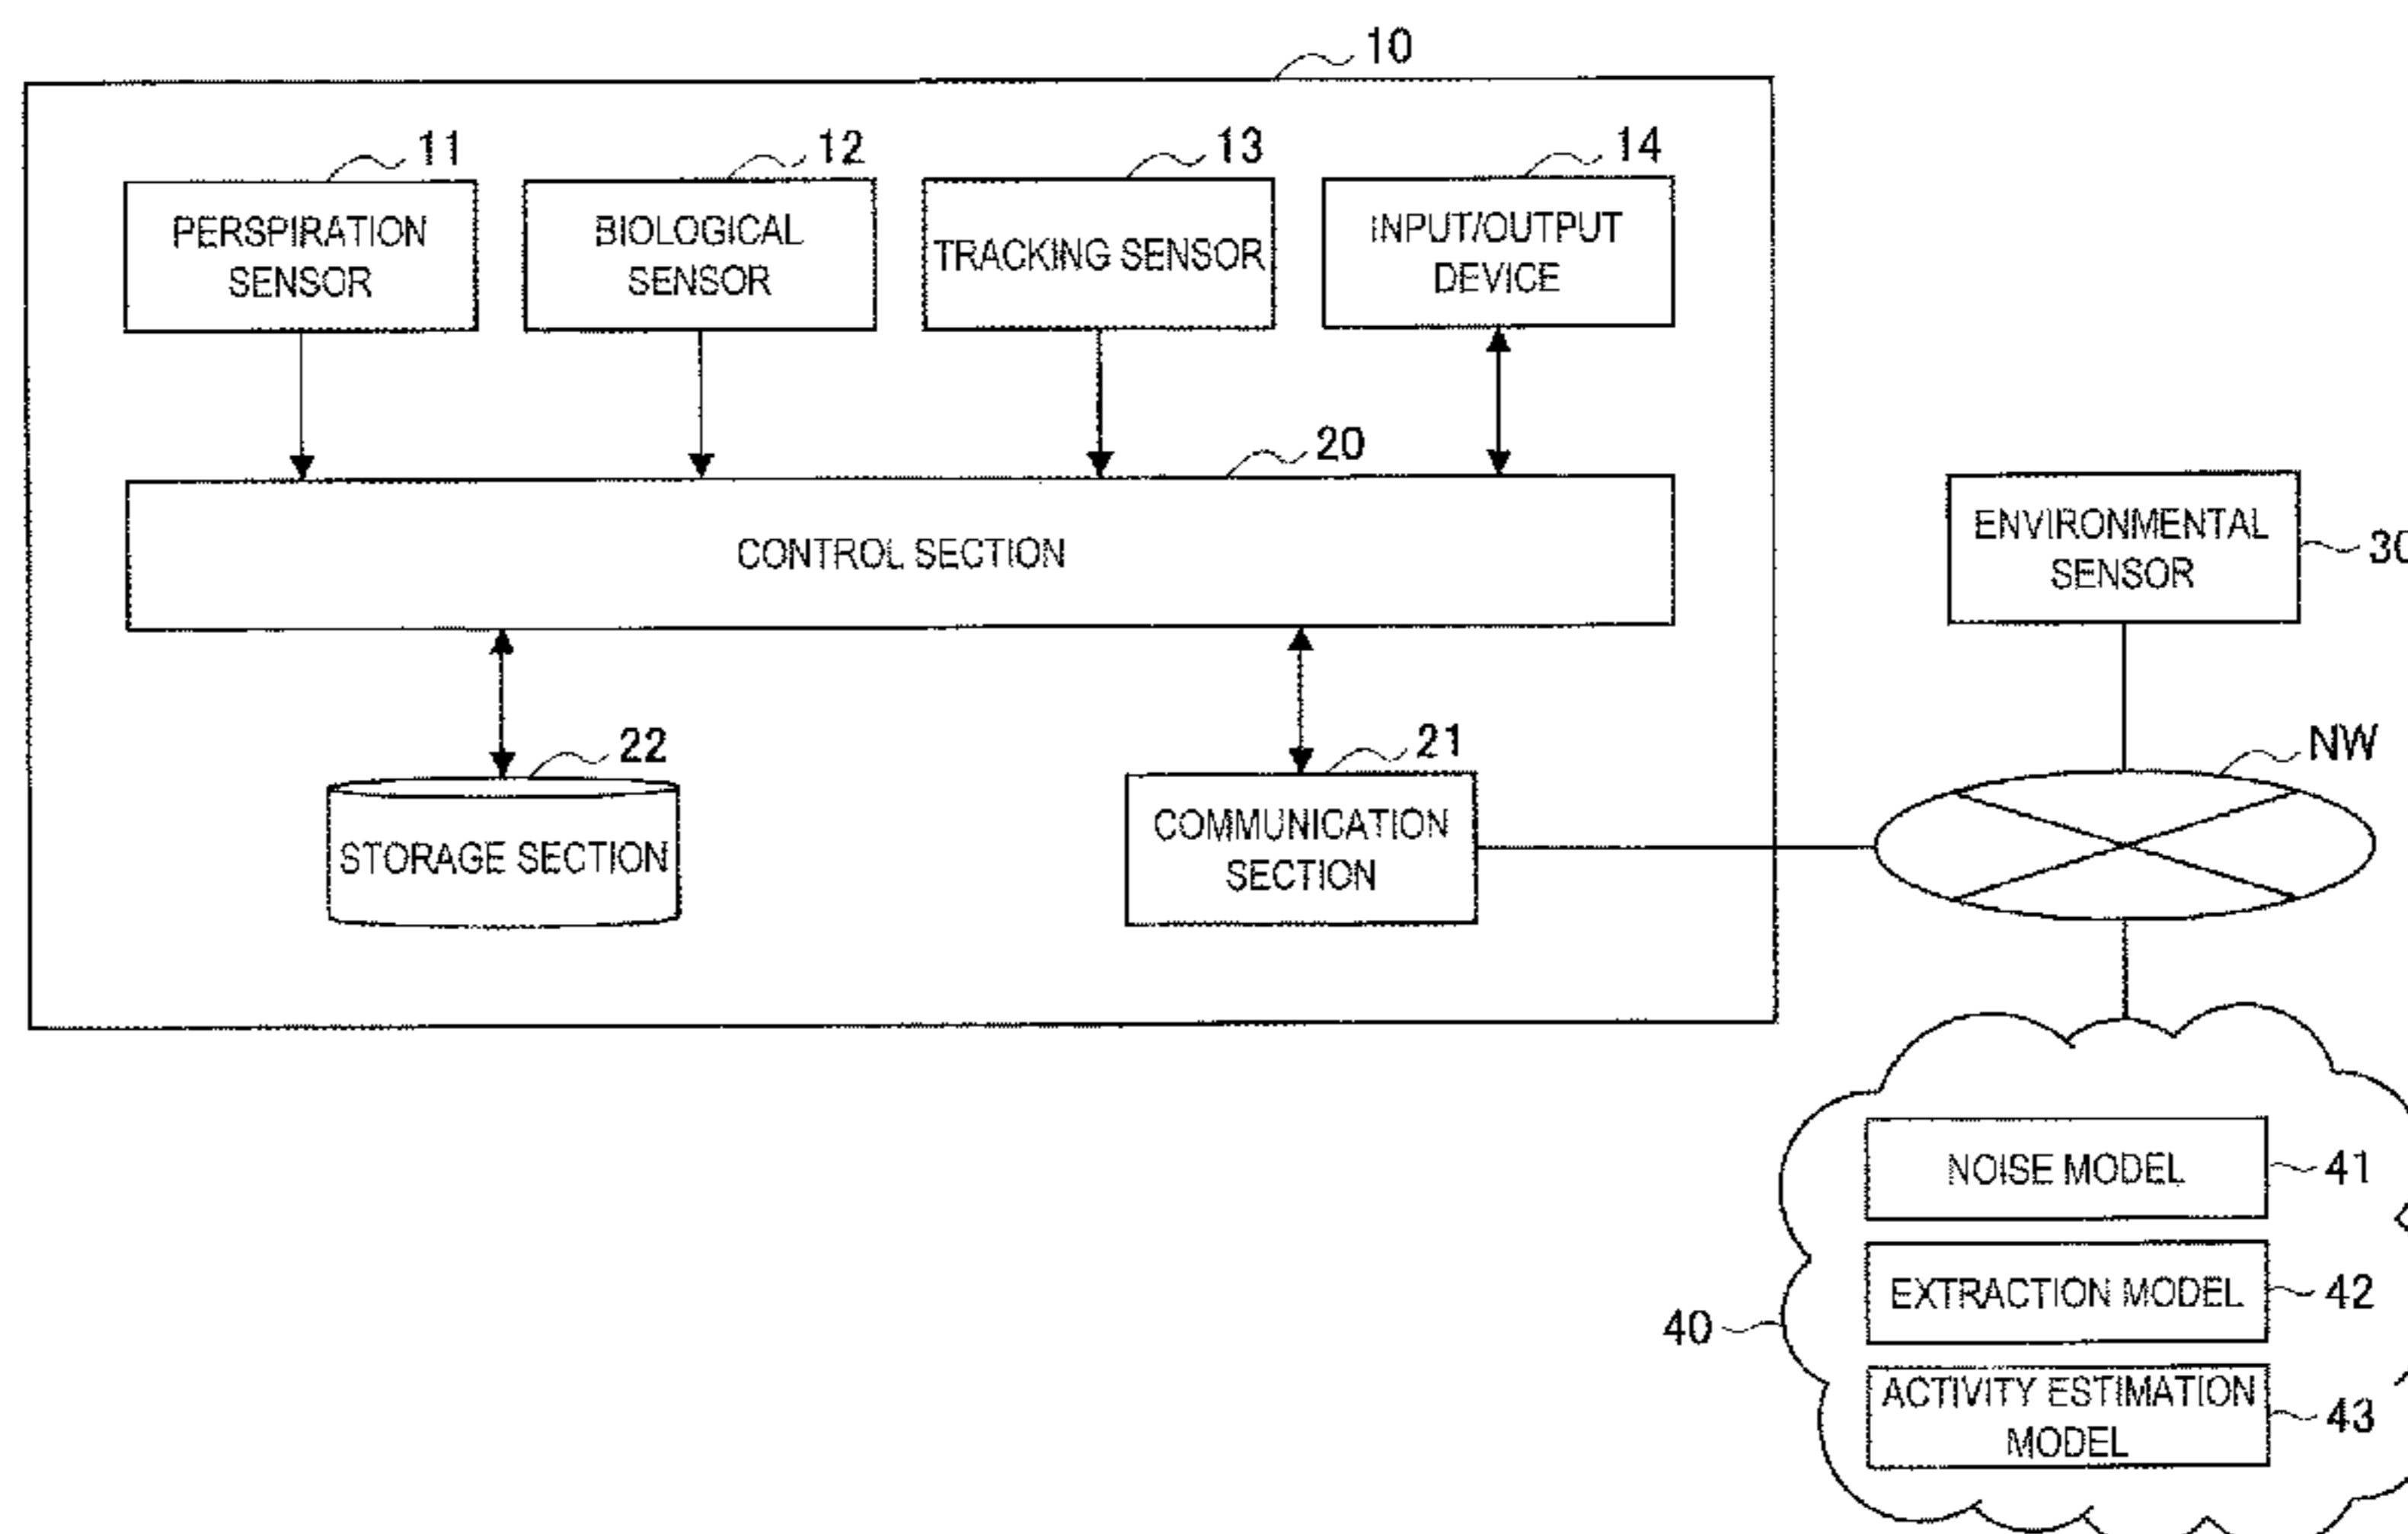 10
11
12
13
14
PERSPIRATION
SENSOR
BIOLOGICAL
SENSOR
TRACKING SENSOR
INPUT/OUTPUT
DEVICE
20
CONTROL SECTION
ENVIRONMENTAL
SENSOR
30
22
STORAGE SECTION
21
COMMUNICATION
SECTION
NW
NOISE MODEL
41
EXTRACTION MODEL
42
40
ACTIVITY ESTIMATION
MODEL
43